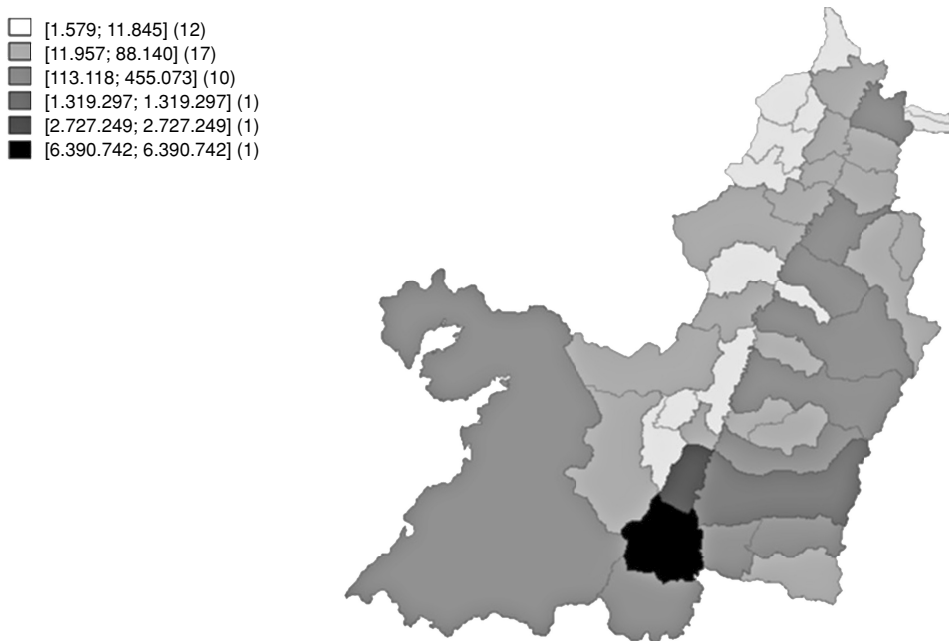 [1.579; 11.845] (12)
[11.957; 88.140] (17)
[113.118; 455.073] (10)
[1.319.297; 1.319.297] (1)
[2.727.249; 2.727.249] (1)
[6.390.742; 6.390.742] (1)